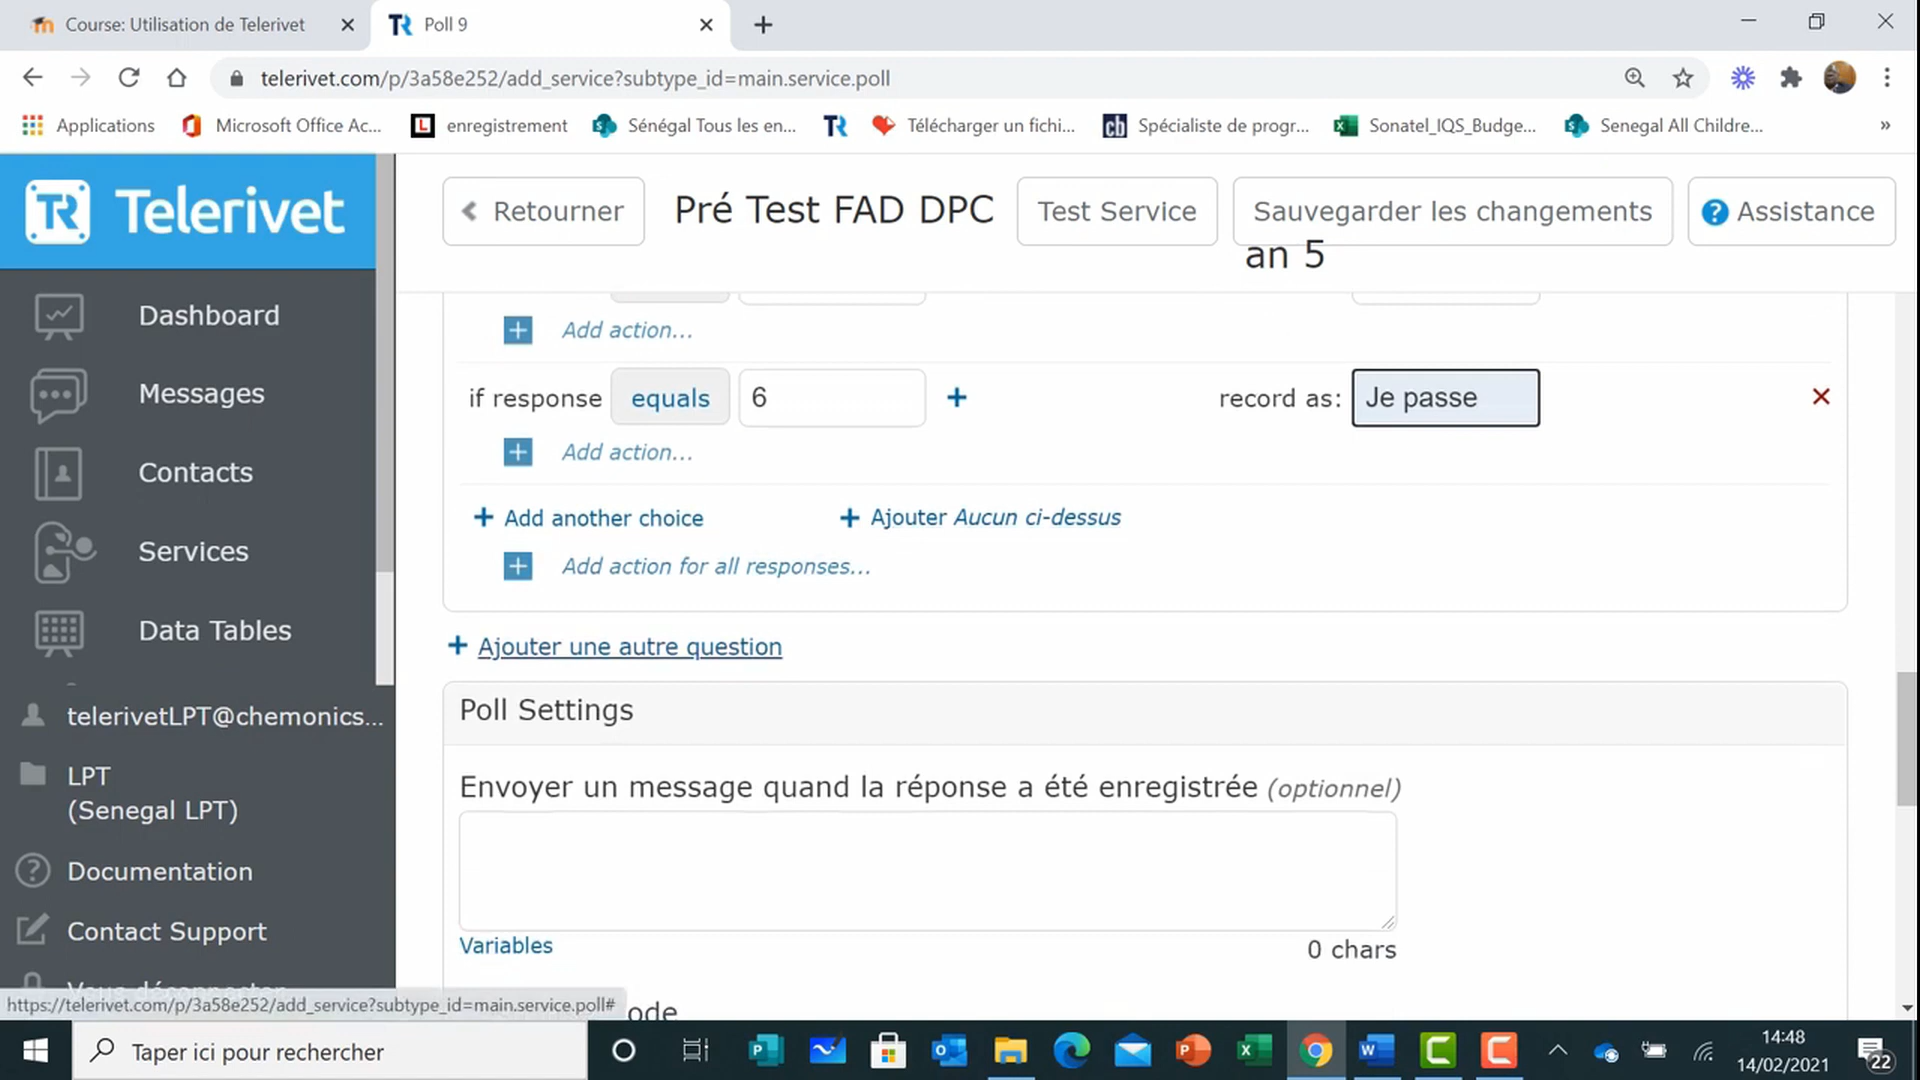 Course: Utilisation de Telerivet
Poll 9
telerivet.com/p/3a58e252/add_service?subtype_id=main.service.poll
Applications
Microsoft Office Ac...
enregistrement
Sénégal Tous les en...
Télécharger un fichi...
Spécialiste de progr...
Sonatel_IQS_Budge...
Senegal All Childre...
»
Telerivet
Retourner
Pré Test FAD DPC
an 5
Test Service
Sauvegarder les changements
Assistance
Dashboard
Messages
Contacts
Services
Data Tables
telerivetLPT@chemonics...
LPT
(Senegal LPT)
Documentation
Contact Support
Add action...
if response equals 6 + record as: Je passe
Add action...
+ Add another choice + Ajouter Aucun ci-dessus
Add action for all responses...
+ Ajouter une autre question
Poll Settings
Envoyer un message quand la réponse a été enregistrée (optionnel)
Variables
0 chars
ode
https://telerivet.com/p/3a58e252/add_service?subtype_id=main.service.poll#
Taper ici pour rechercher
14:48
14/02/2021
22